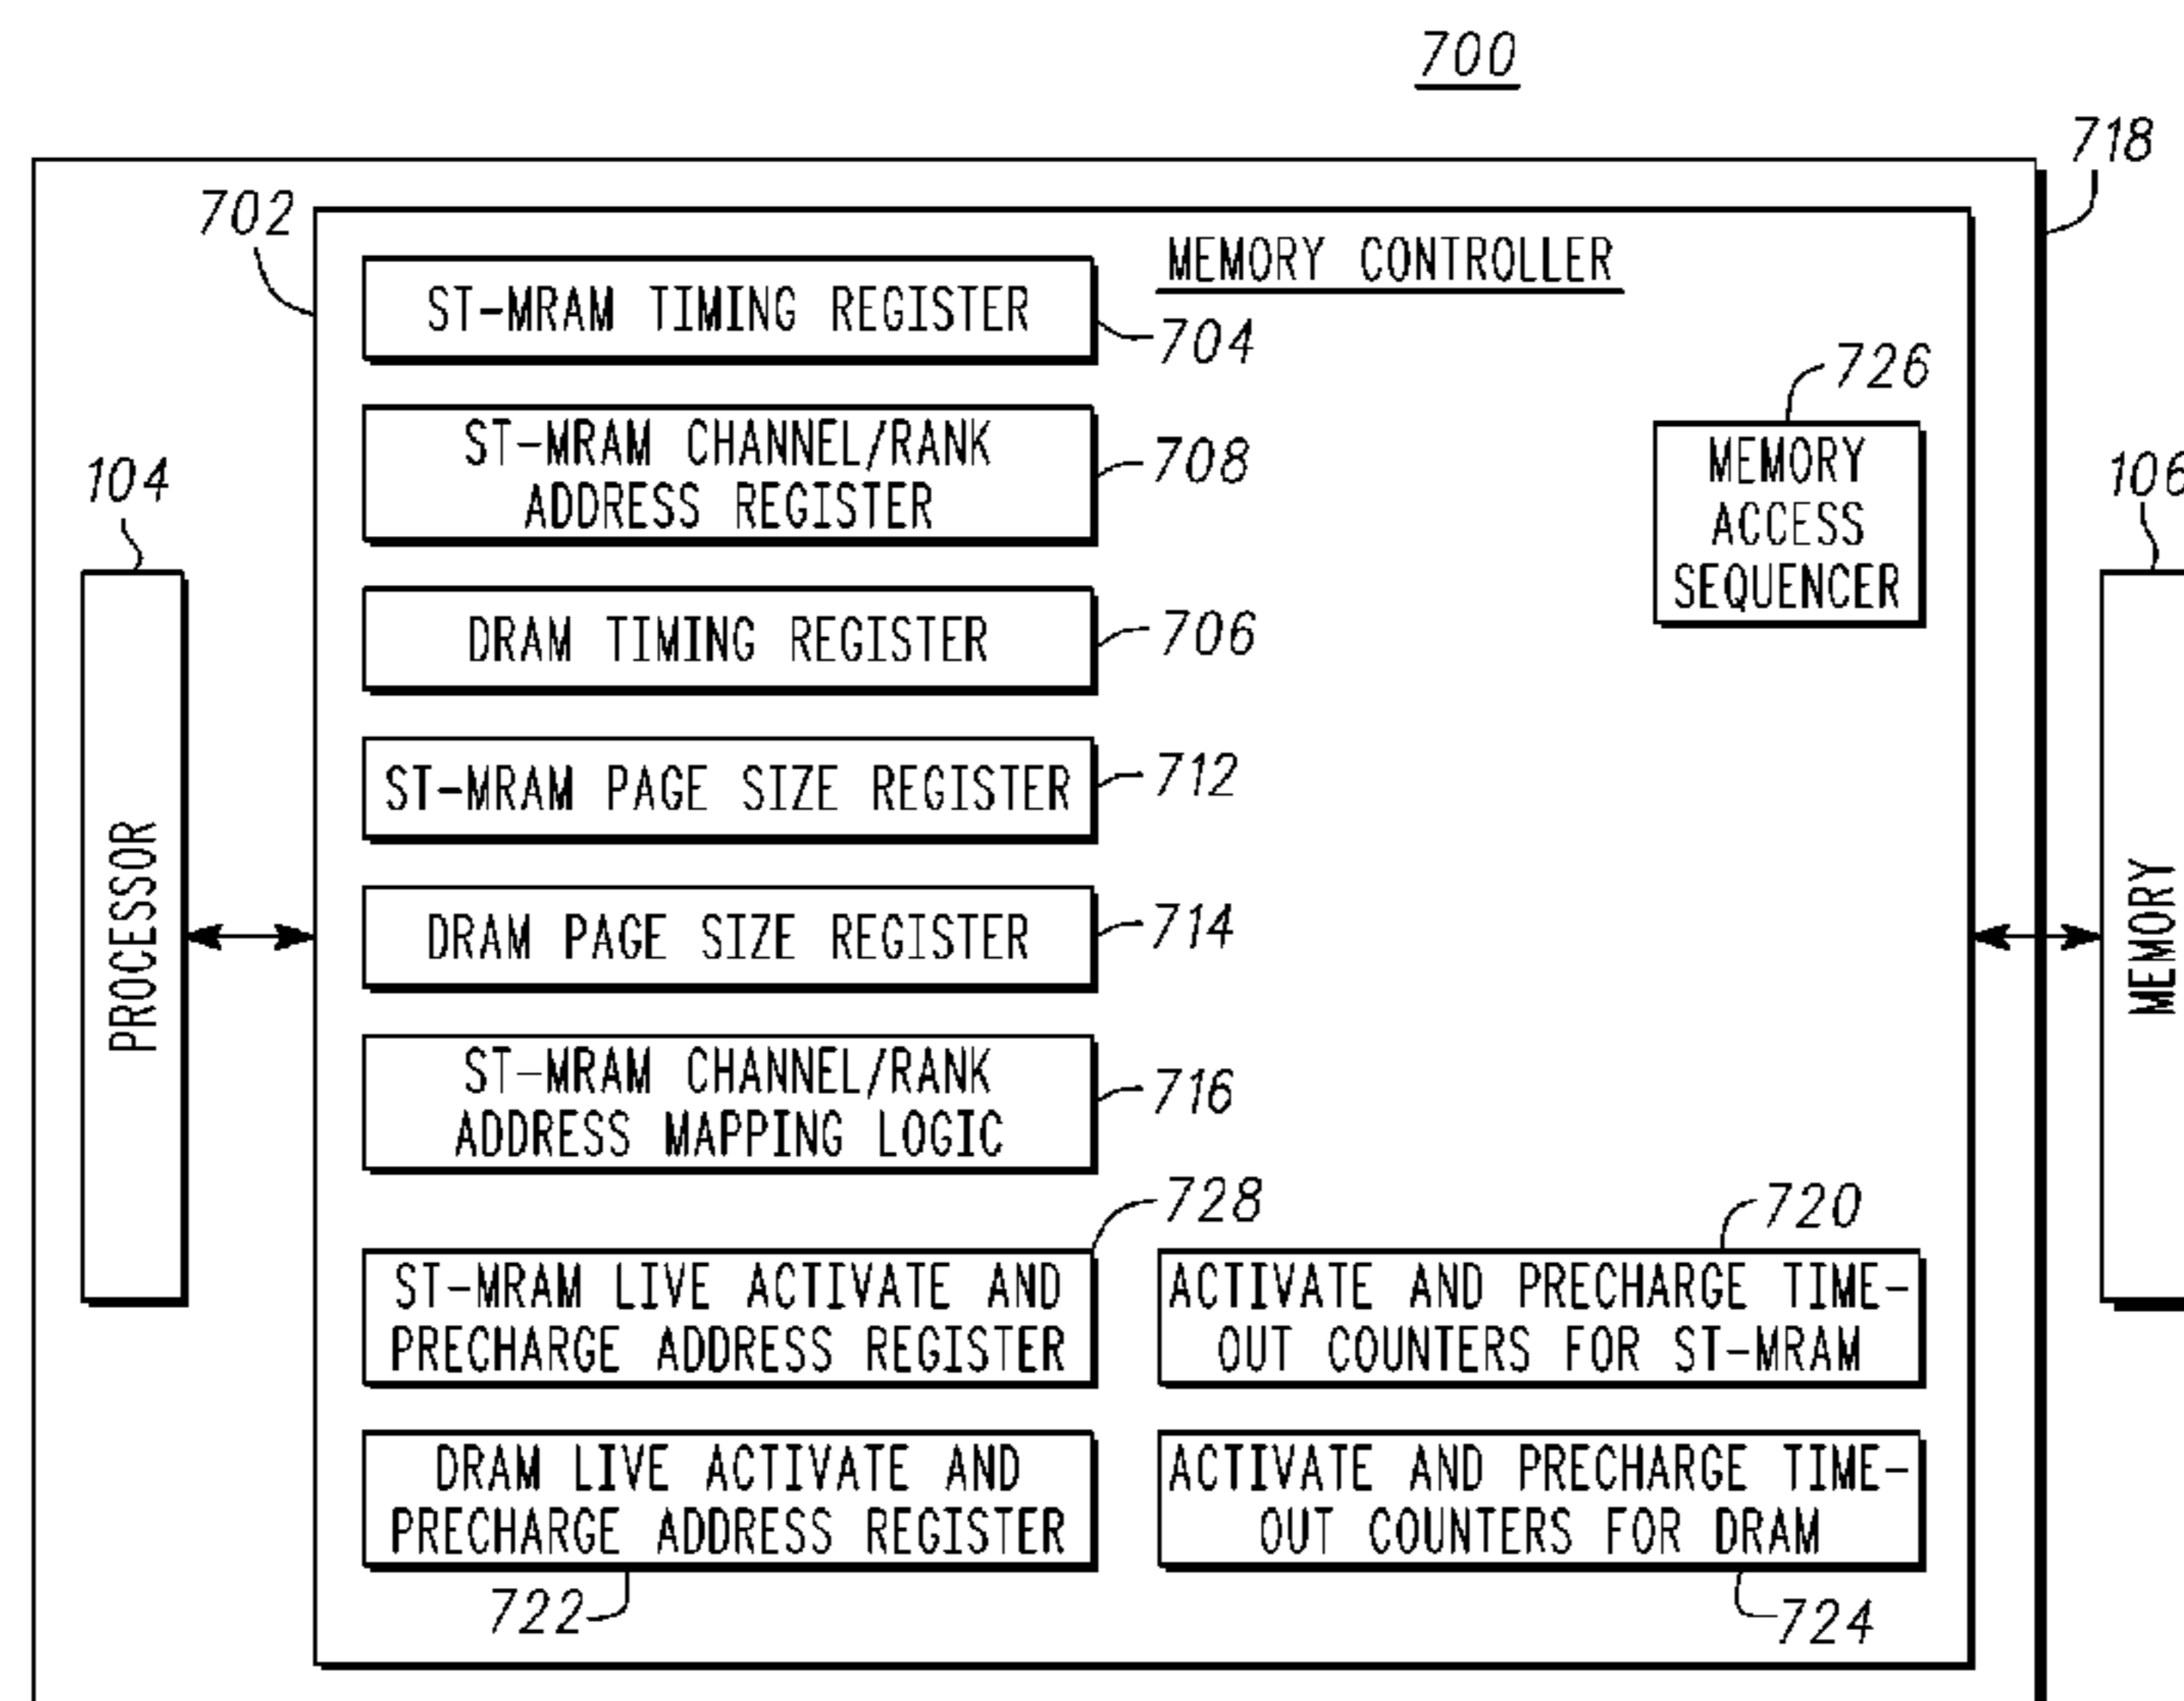 700
718
702
MEMORY CONTROLLER
ST-MRAM TIMING REGISTER
704
726
ST-MRAM CHANNEL/RANK
ADDRESS REGISTER
708
MEMORY
ACCESS
SEQUENCER
104
106
DRAM TIMING REGISTER
706
ST-MRAM PAGE SIZE REGISTER
712
PROCESSOR
MEMORY
DRAM PAGE SIZE REGISTER
714
ST-MRAM CHANNEL/RANK
ADDRESS MAPPING LOGIC
716
728
720
ST-MRAM LIVE ACTIVATE AND
PRECHARGE ADDRESS REGISTER
ACTIVATE AND PRECHARGE TIME-
OUT COUNTERS FOR ST-MRAM
DRAM LIVE ACTIVATE AND
PRECHARGE ADDRESS REGISTER
ACTIVATE AND PRECHARGE TIME-
OUT COUNTERS FOR DRAM
722
724